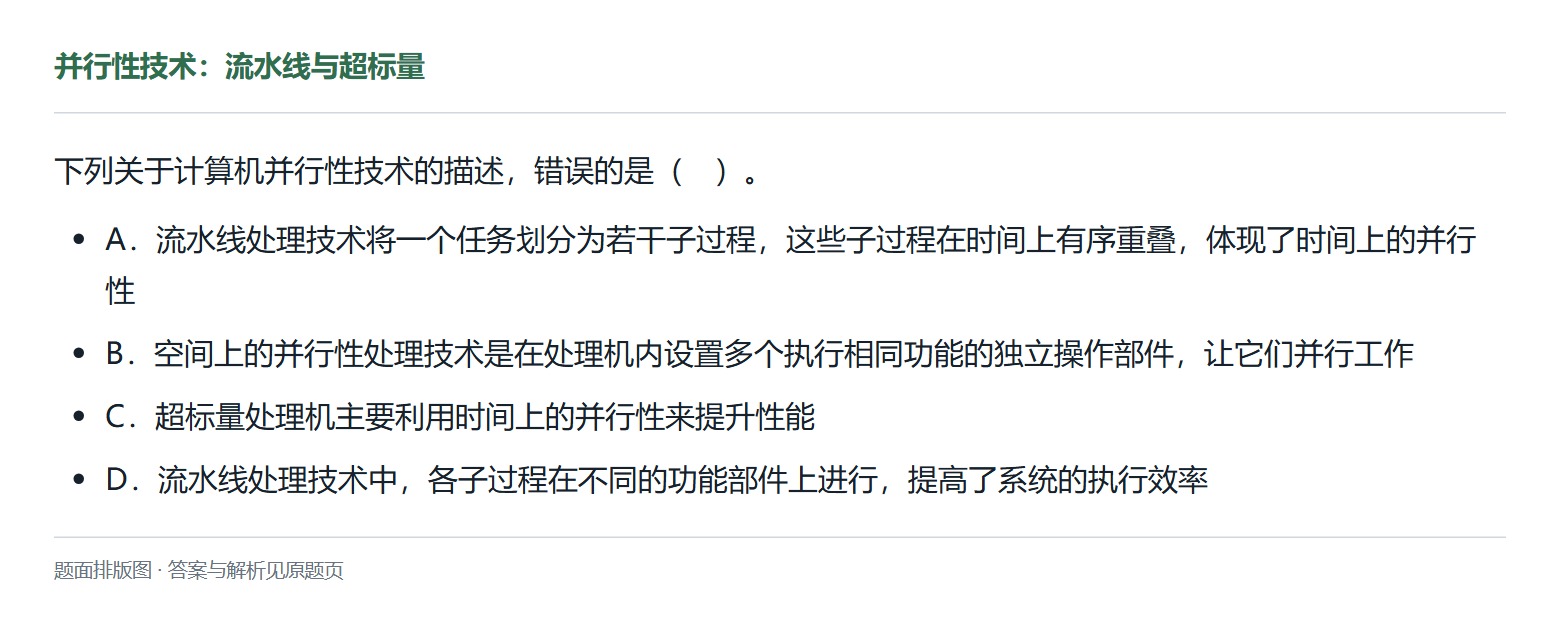 并行性技术：流水线与超标量
下列关于计算机并行性技术的描述，错误的是（　）。
• A．流水线处理技术将一个任务划分为若干子过程，这些子过程在时间上有序重叠，体现了时间上的并行
性
• B．空间上的并行性处理技术是在处理机内设置多个执行相同功能的独立操作部件，让它们并行工作
• C．超标量处理机主要利用时间上的并行性来提升性能
• D．流水线处理技术中，各子过程在不同的功能部件上进行，提高了系统的执行效率
题面排版图 · 答案与解析见原题页